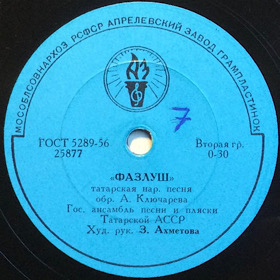 МОСОБЛСОВНАРХОЗ РСФСР АПРЕЛЕВСКИЙ ЗАВОД ГРАМПЛАСТИНОК
7
ГОСТ 5289-56
25877
Вторая гр.
0-30
«ФАЗЛУШ»
татарская нар. песня
обр. А. Ключарева
Гос. ансамбль песни и пляски
Татарской АССР
Худ. рук. З. Ахметова